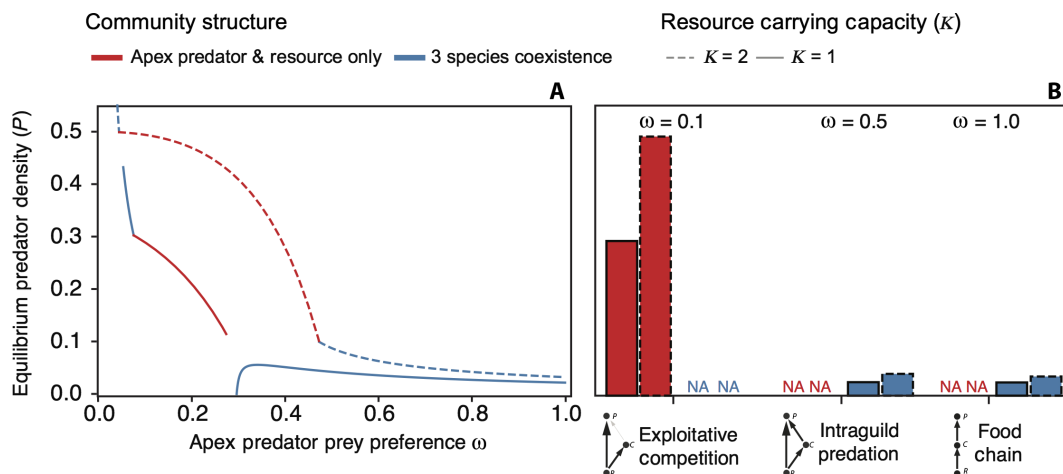 Community structure
Resource carrying capacity (K)
Apex predator & resource only
3 species coexistence
K = 2
K = 1
A
B
Equilibrium predator density (P)
0.5
0.4
0.3
0.2
0.1
0.0
0.0
0.2
0.4
0.6
0.8
1.0
Apex predator prey preference ω
ω = 0.1
ω = 0.5
ω = 1.0
NA NA
NA NA
NA NA
P
C
R
Exploitative
competition
P
C
R
Intraguild
predation
P
C
R
Food
chain